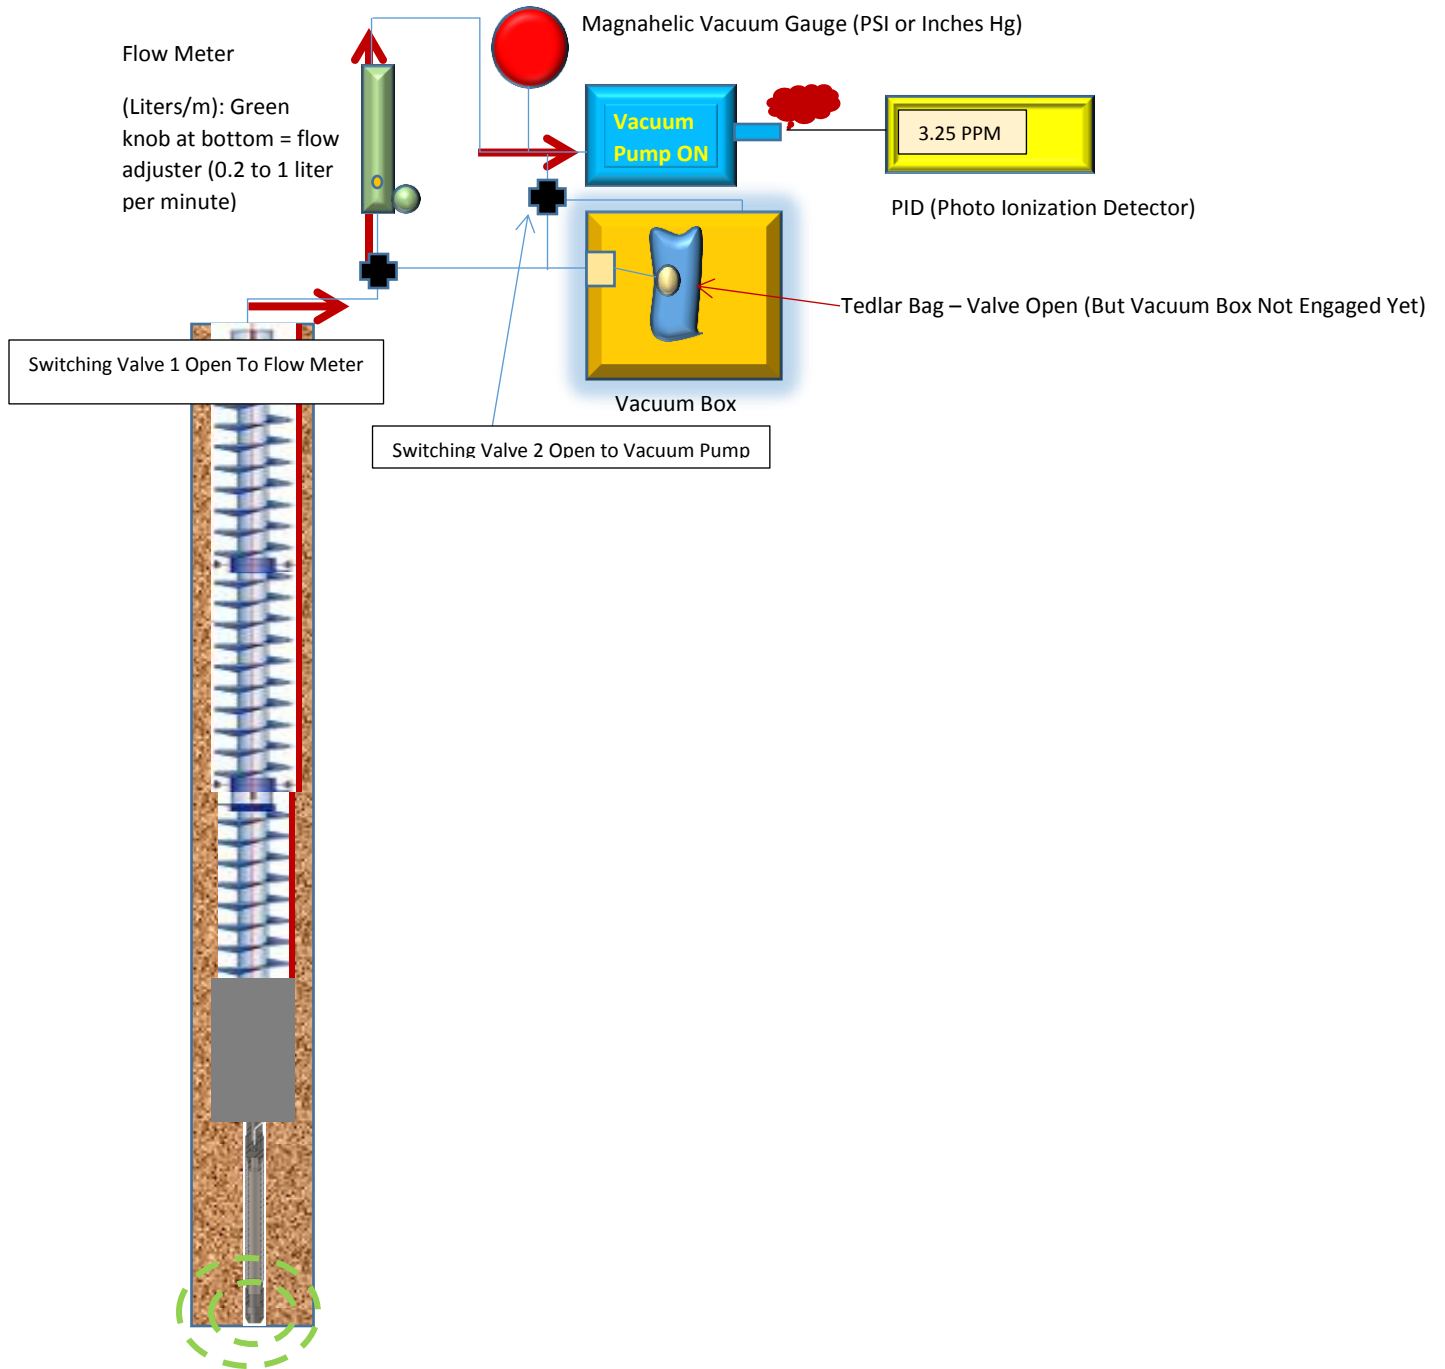 Magnahelic Vacuum Gauge (PSI or Inches Hg)
Flow Meter
(Liters/m): Green
knob at bottom = flow
adjuster (0.2 to 1 liter
per minute)
Vacuum
Pump ON
3.25 PPM
PID (Photo Ionization Detector)
Tedlar Bag – Valve Open (But Vacuum Box Not Engaged Yet)
Switching Valve 1 Open To Flow Meter
Vacuum Box
Switching Valve 2 Open to Vacuum Pump